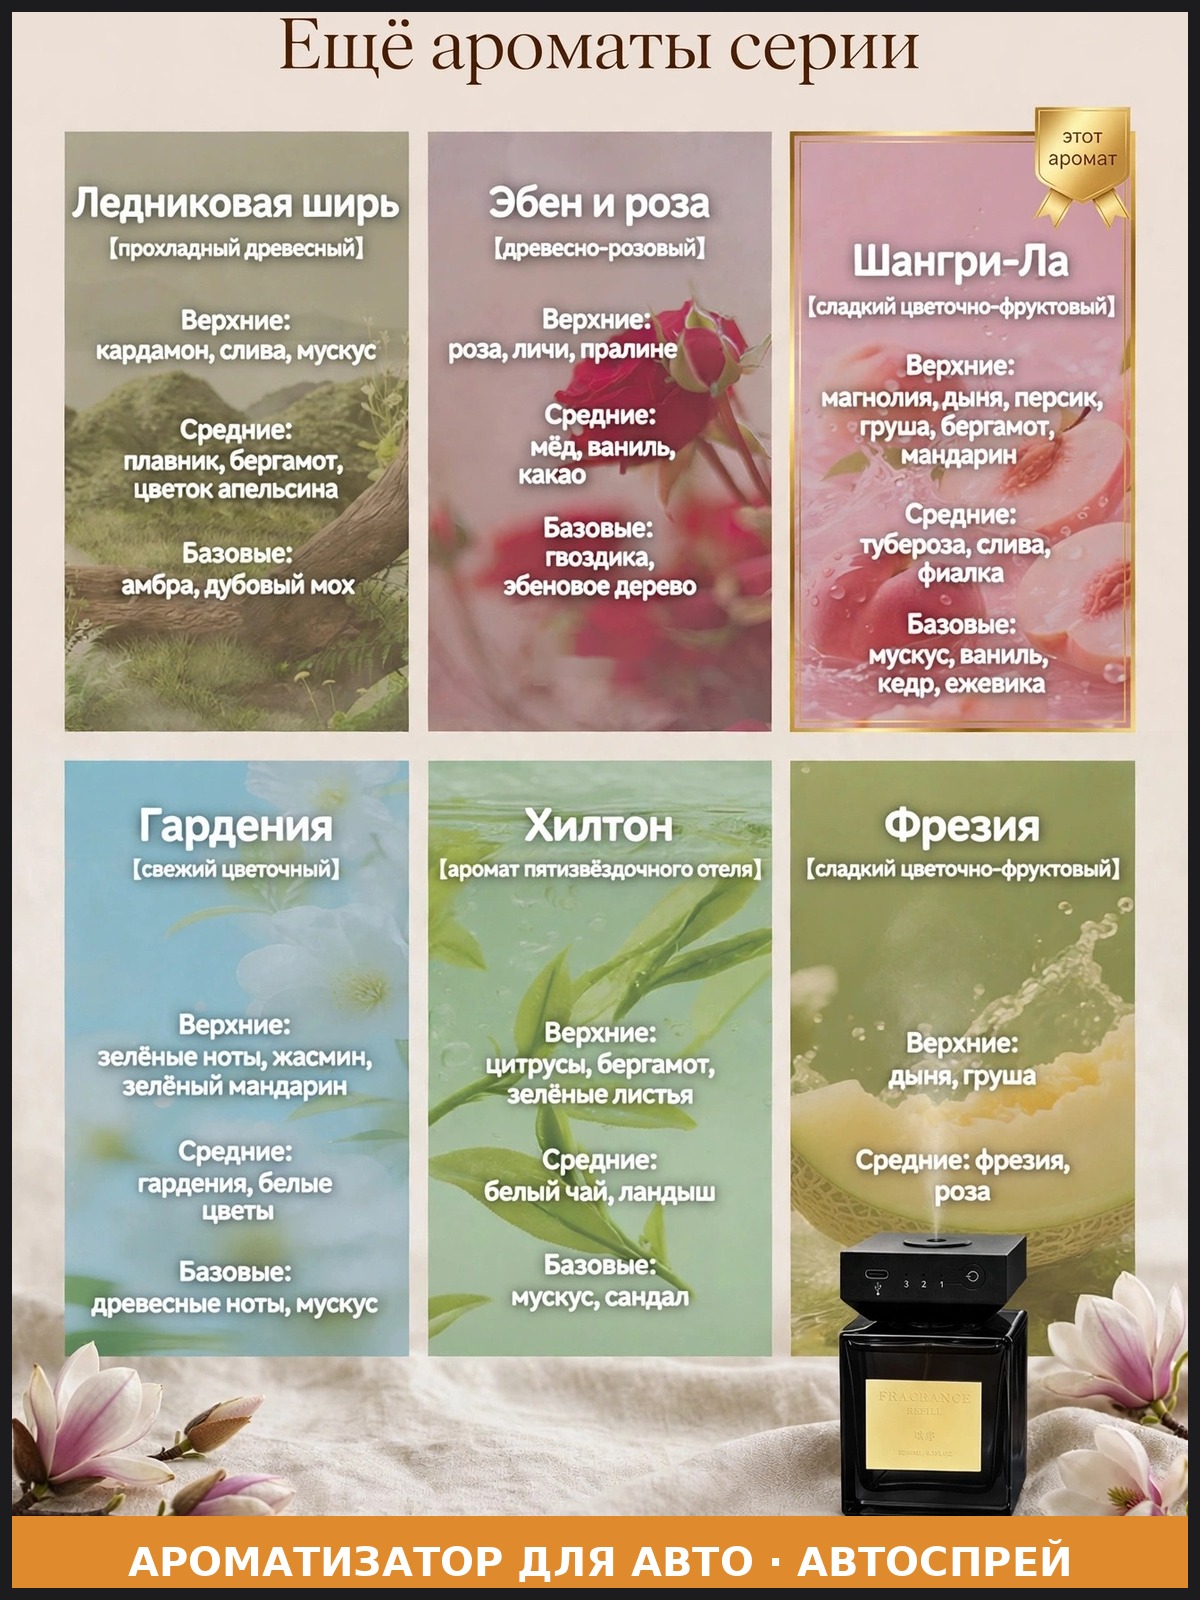 Ещё ароматы серии
этот
аромат
Ледниковая ширь
【прохладный древесный】
Верхние:
кардамон, слива, мускус
Средние:
плавник, бергамот,
цветок апельсина
Базовые:
амбра, дубовый мох
Эбен и роза
【древесно-розовый】
Верхние:
роза, личи, пралине
Средние:
мёд, ваниль,
какао
Базовые:
гвоздика,
эбеновое дерево
Шангри-Ла
【сладкий цветочно-фруктовый】
Верхние:
магнолия, дыня, персик,
груша, бергамот,
мандарин
Средние:
тубероза, слива,
фиалка
Базовые:
мускус, ваниль,
кедр, ежевика
Гардения
【свежий цветочный】
Верхние:
зелёные ноты, жасмин,
зелёный мандарин
Средние:
гардения, белые
цветы
Базовые:
древесные ноты, мускус
Хилтон
【аромат пятизвёздочного отеля】
Верхние:
цитрусы, бергамот,
зелёные листья
Средние:
белый чай, ландыш
Базовые:
мускус, сандал
Фрезия
【сладкий цветочно-фруктовый】
Верхние:
дыня, груша
Средние: фрезия,
роза
3 2 1
FRAGRANCE
REFILL
АРОМАТИЗАТОР ДЛЯ АВТО · АВТОСПРЕЙ